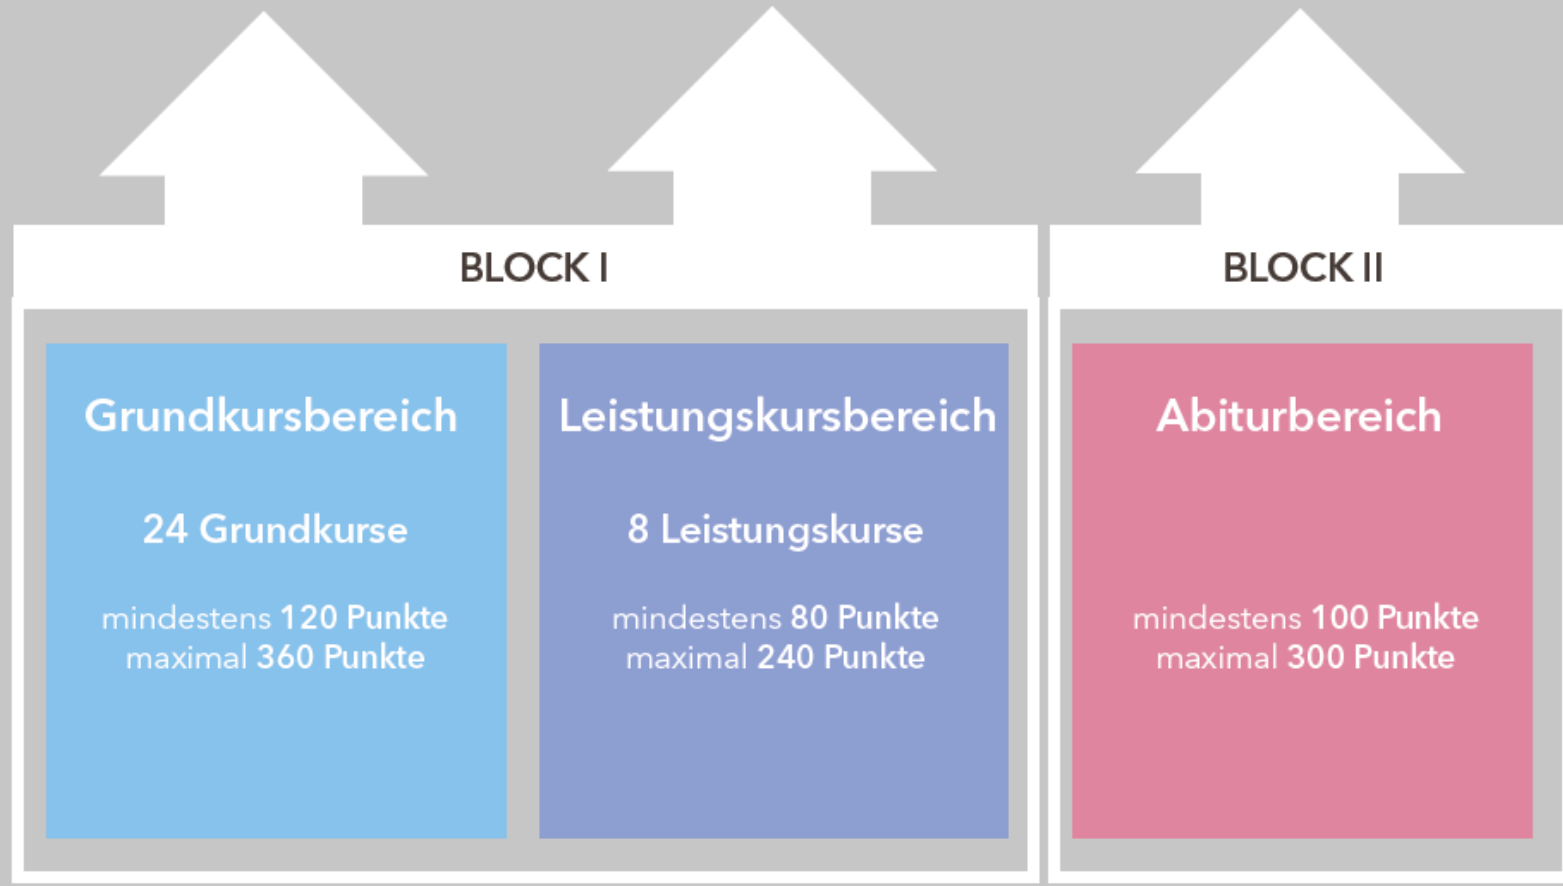 BLOCK I
Grundkursbereich
24 Grundkurse
mindestens 120 Punkte
maximal 360 Punkte
Leistungskursbereich
8 Leistungskurse
mindestens 80 Punkte
maximal 240 Punkte
BLOCK II
Abiturbereich
mindestens 100 Punkte
maximal 300 Punkte